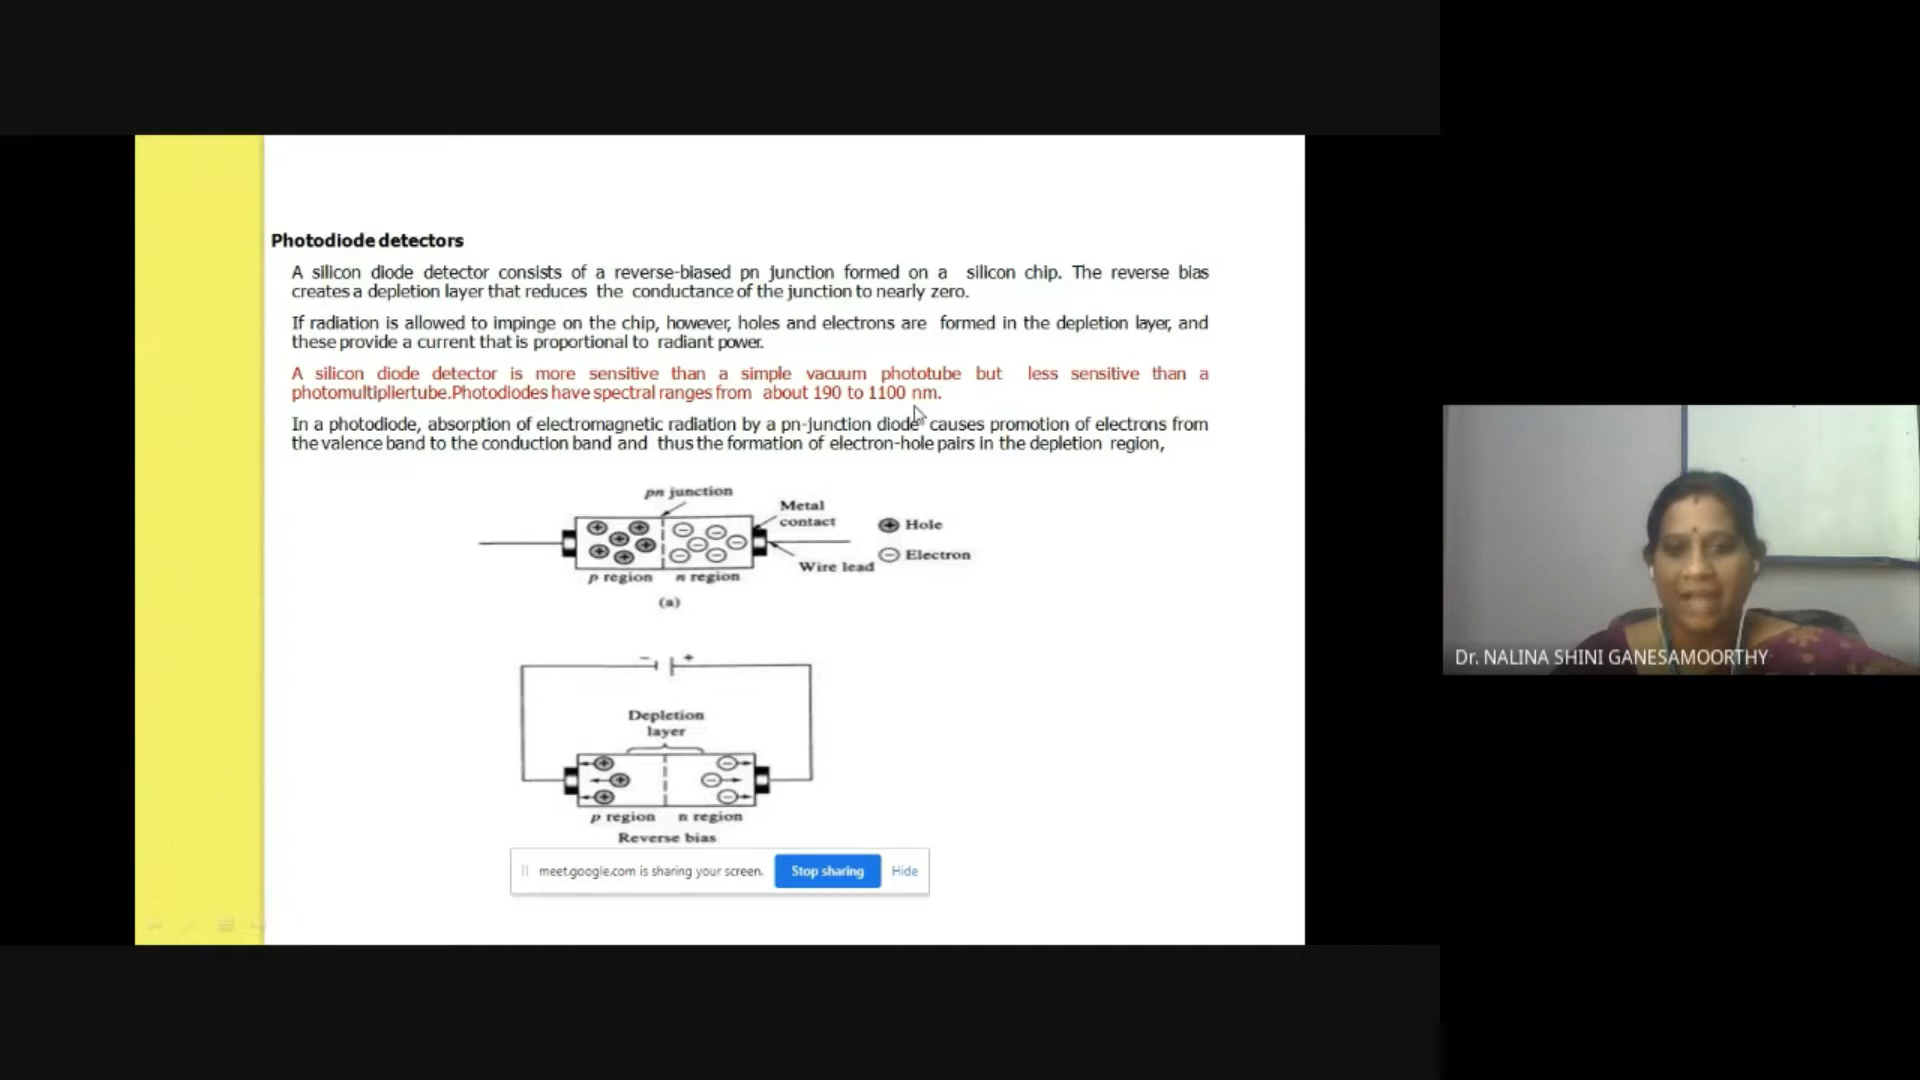 Photodiode detectors
A silicon diode detector consists of a reverse-biased pn junction formed on a silicon chip. The reverse bias
creates a depletion layer that reduces the conductance of the junction to nearly zero.
If radiation is allowed to impinge on the chip, however, holes and electrons are formed in the depletion layer, and
these provide a current that is proportional to radiant power.
A silicon diode detector is more sensitive than a simple vacuum phototube but less sensitive than a
photomultipliertube.Photodiodes have spectral ranges from about 190 to 1100 nm.
In a photodiode, absorption of electromagnetic radiation by a pn-junction diode causes promotion of electrons from
the valence band to the conduction band and thus the formation of electron-hole pairs in the depletion region,
pn junction
Metal
contact
Hole
Electron
Wire lead
p region n region
(a)
− +
Depletion
layer
p region n region
Reverse bias
meet.google.com is sharing your screen. Stop sharing Hide
Dr. NALINA SHINI GANESAMOORTHY